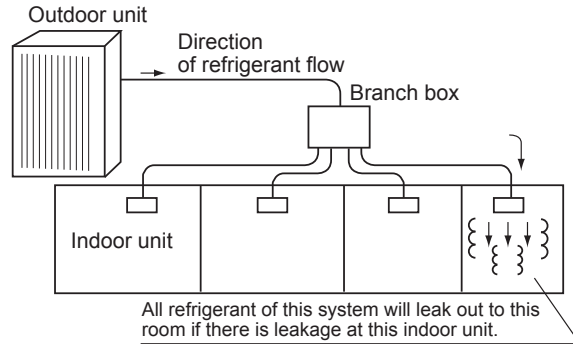 Outdoor unit
Direction
of refrigerant flow
Branch box
Indoor unit
All refrigerant of this system will leak out to this
room if there is leakage at this indoor unit.